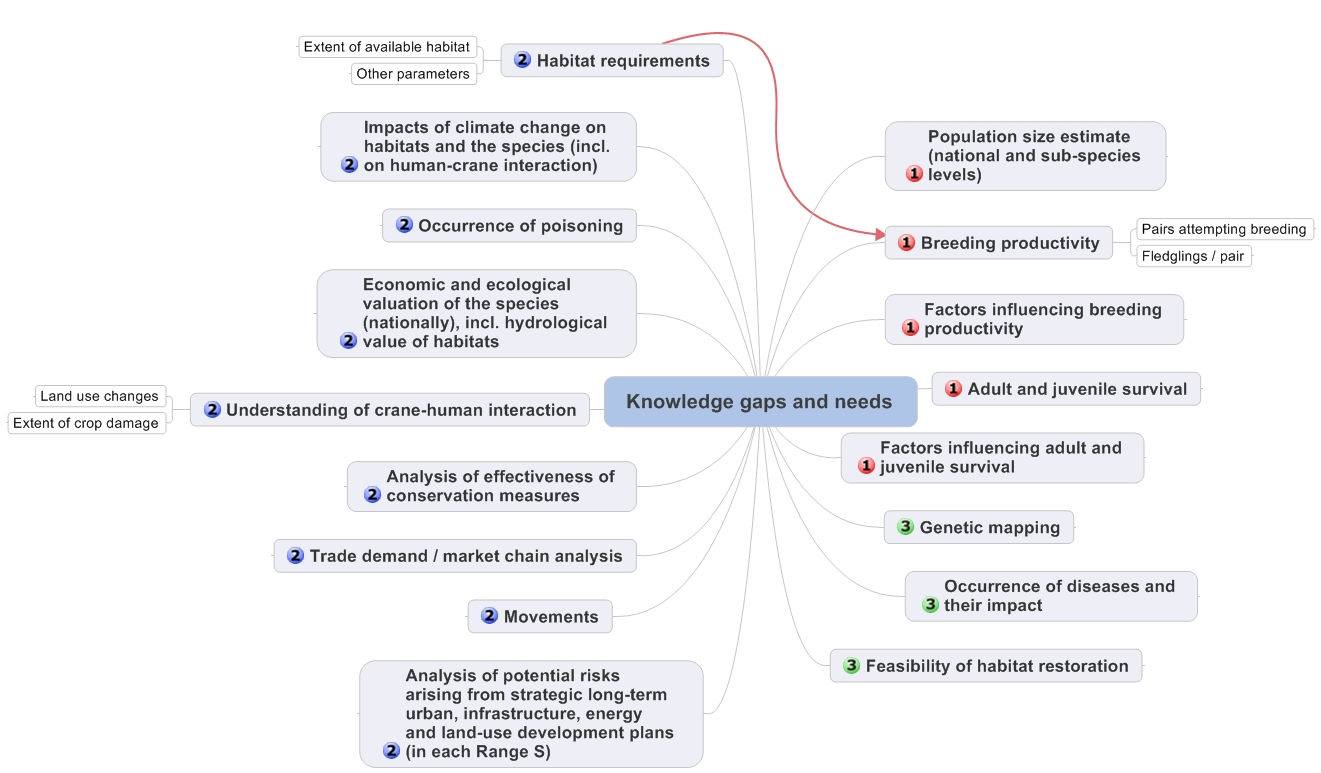 Extent of available habitat
Other parameters
2 Habitat requirements
Impacts of climate change on
habitats and the species (incl.
2 on human-crane interaction)
2 Occurrence of poisoning
Economic and ecological
valuation of the species
(nationally), incl. hydrological
2 value of habitats
Land use changes
Extent of crop damage
2 Understanding of crane-human interaction
Analysis of effectiveness of
2 conservation measures
2 Trade demand / market chain analysis
2 Movements
Analysis of potential risks
arising from strategic long-term
urban, infrastructure, energy
and land-use development plans
2 (in each Range S)
Knowledge gaps and needs
Population size estimate
(national and sub-species
1 levels)
1 Breeding productivity
Pairs attempting breeding
Fledglings / pair
Factors influencing breeding
1 productivity
1 Adult and juvenile survival
Factors influencing adult and
1 juvenile survival
3 Genetic mapping
Occurrence of diseases and
3 their impact
3 Feasibility of habitat restoration